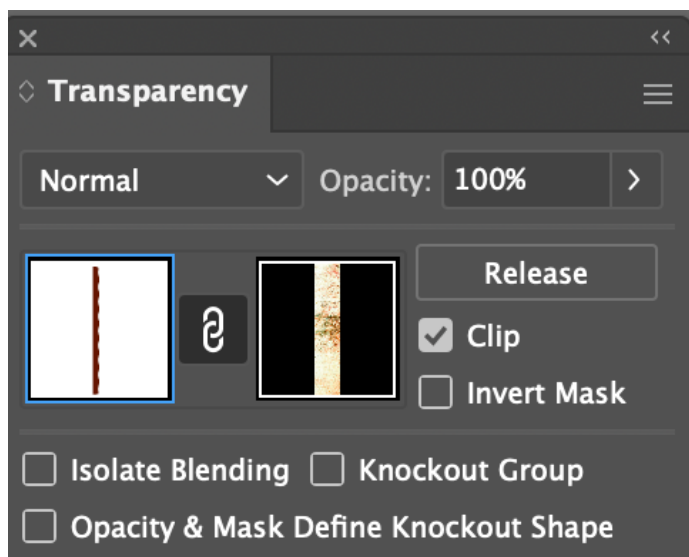 Transparency
Normal Opacity: 100%
Release
Clip
Invert Mask
Isolate Blending Knockout Group
Opacity & Mask Define Knockout Shape